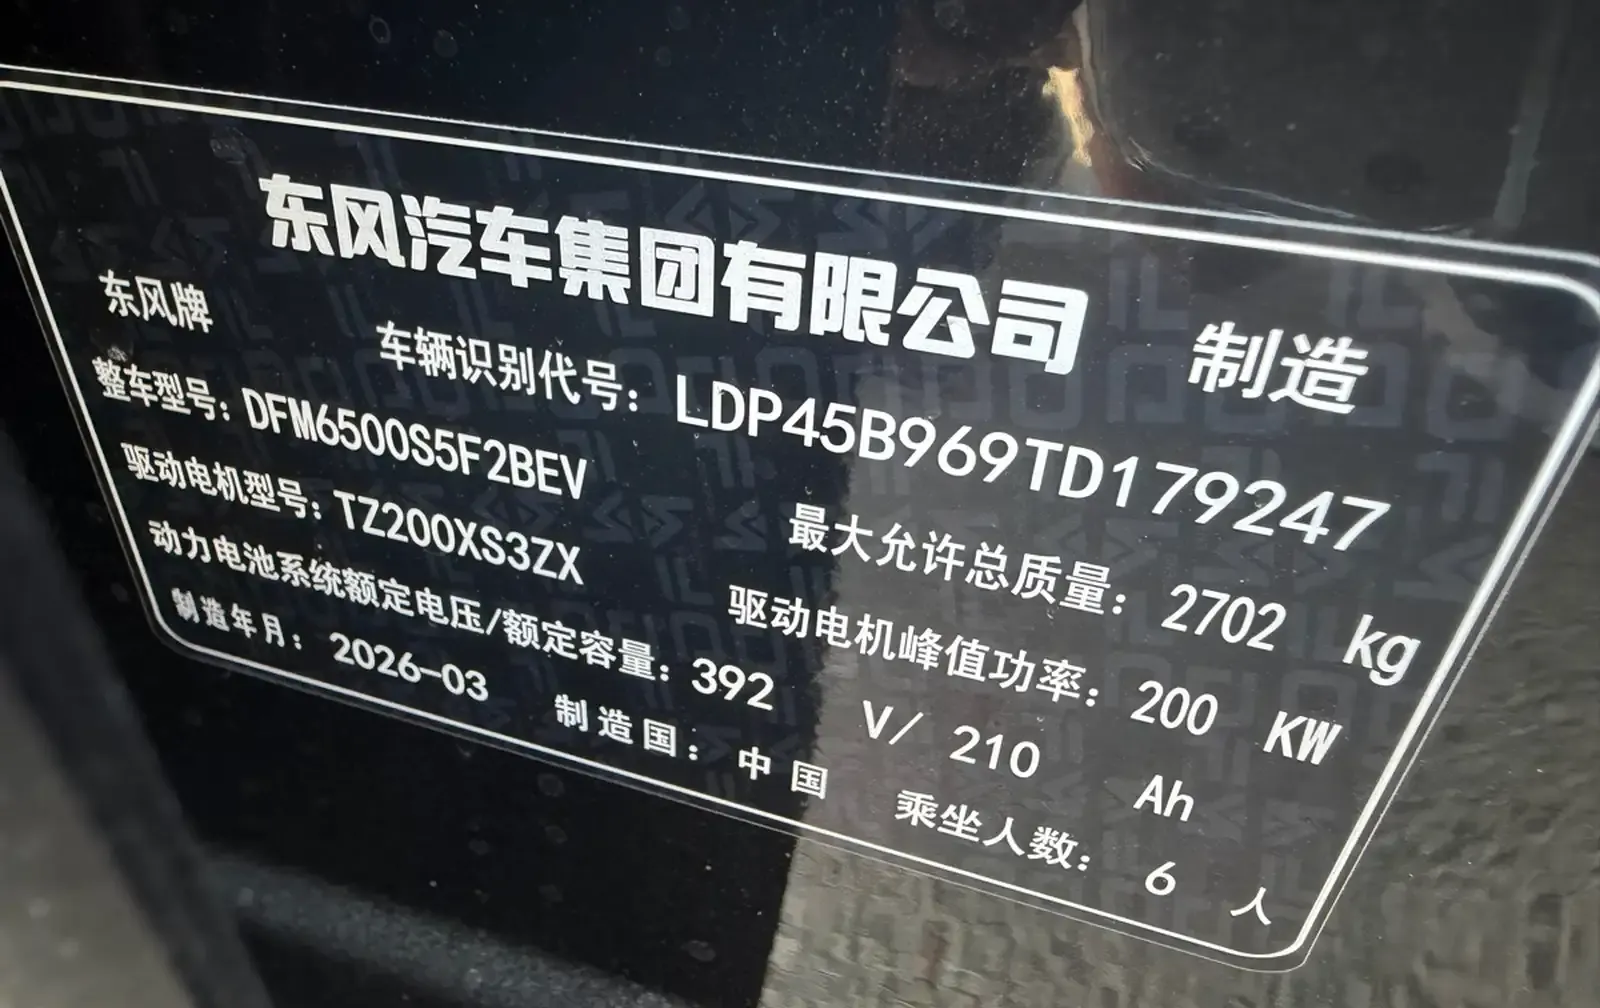 东风汽车集团有限公司 制造
东风牌 车辆识别代号：LDP45B969TD179247
整车型号：DFM6500S5F2BEV 最大允许总质量：2702 kg
驱动电机型号：TZ200XS3ZX 驱动电机峰值功率：200 KW
动力电池系统额定电压/额定容量：392 V/ 210 Ah
制造年月：2026-03 制造国：中国 乘坐人数：6 人